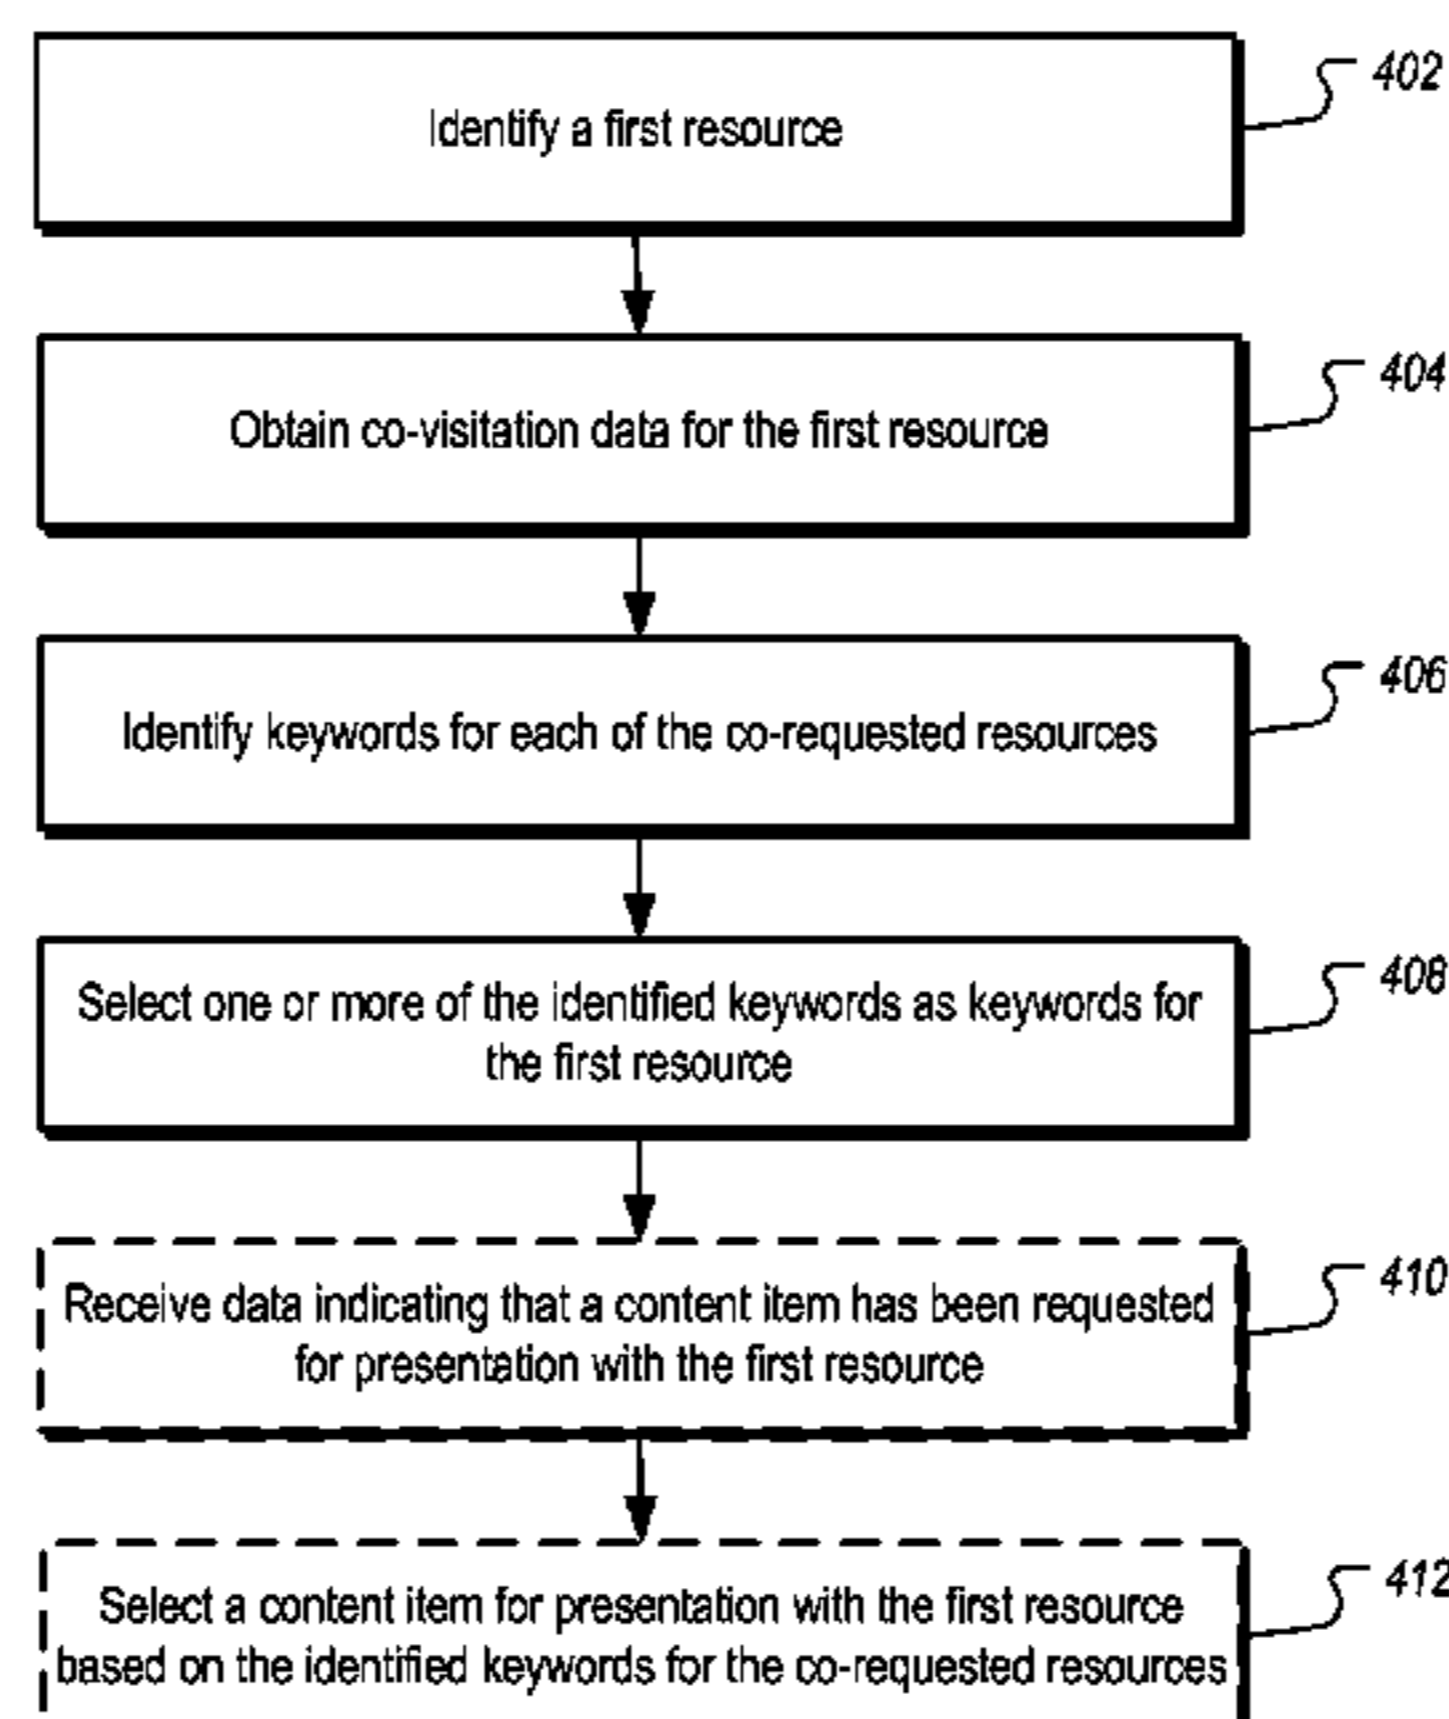 Identify a first resource
402
Obtain co-visitation data for the first resource
404
Identify keywords for each of the co-requested resources
406
Select one or more of the identified keywords as keywords for
the first resource
408
Receive data indicating that a content item has been requested
for presentation with the first resource
410
Select a content item for presentation with the first resource
based on the identified keywords for the co-requested resources
412